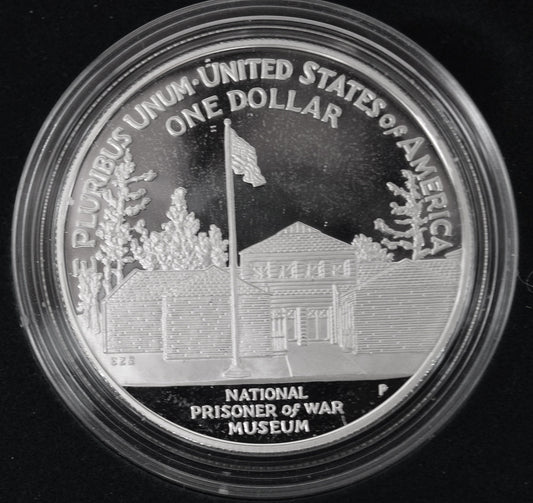 E PLURIBUS UNUM · UNITED STATES of AMERICA
ONE DOLLAR
P
NATIONAL
PRISONER of WAR
MUSEUM